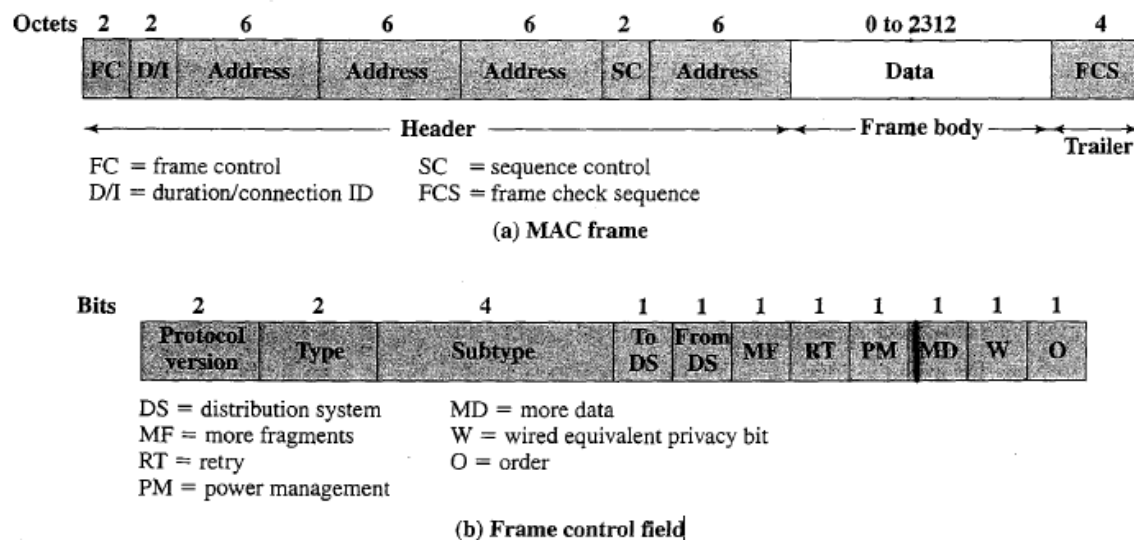 Octets 2 2 6 6 6 2 6 0 to 2312 4
FC D/I Address Address Address SC Address Data FCS
Header Frame body
Trailer
FC = frame control SC = sequence control
D/I = duration/connection ID FCS = frame check sequence
(a) MAC frame
Bits 2 2 4 1 1 1 1 1 1 1 1
Protocol version Type Subtype To DS From DS MF RT PM MD W O
DS = distribution system MD = more data
MF = more fragments W = wired equivalent privacy bit
RT = retry O = order
PM = power management
(b) Frame control field